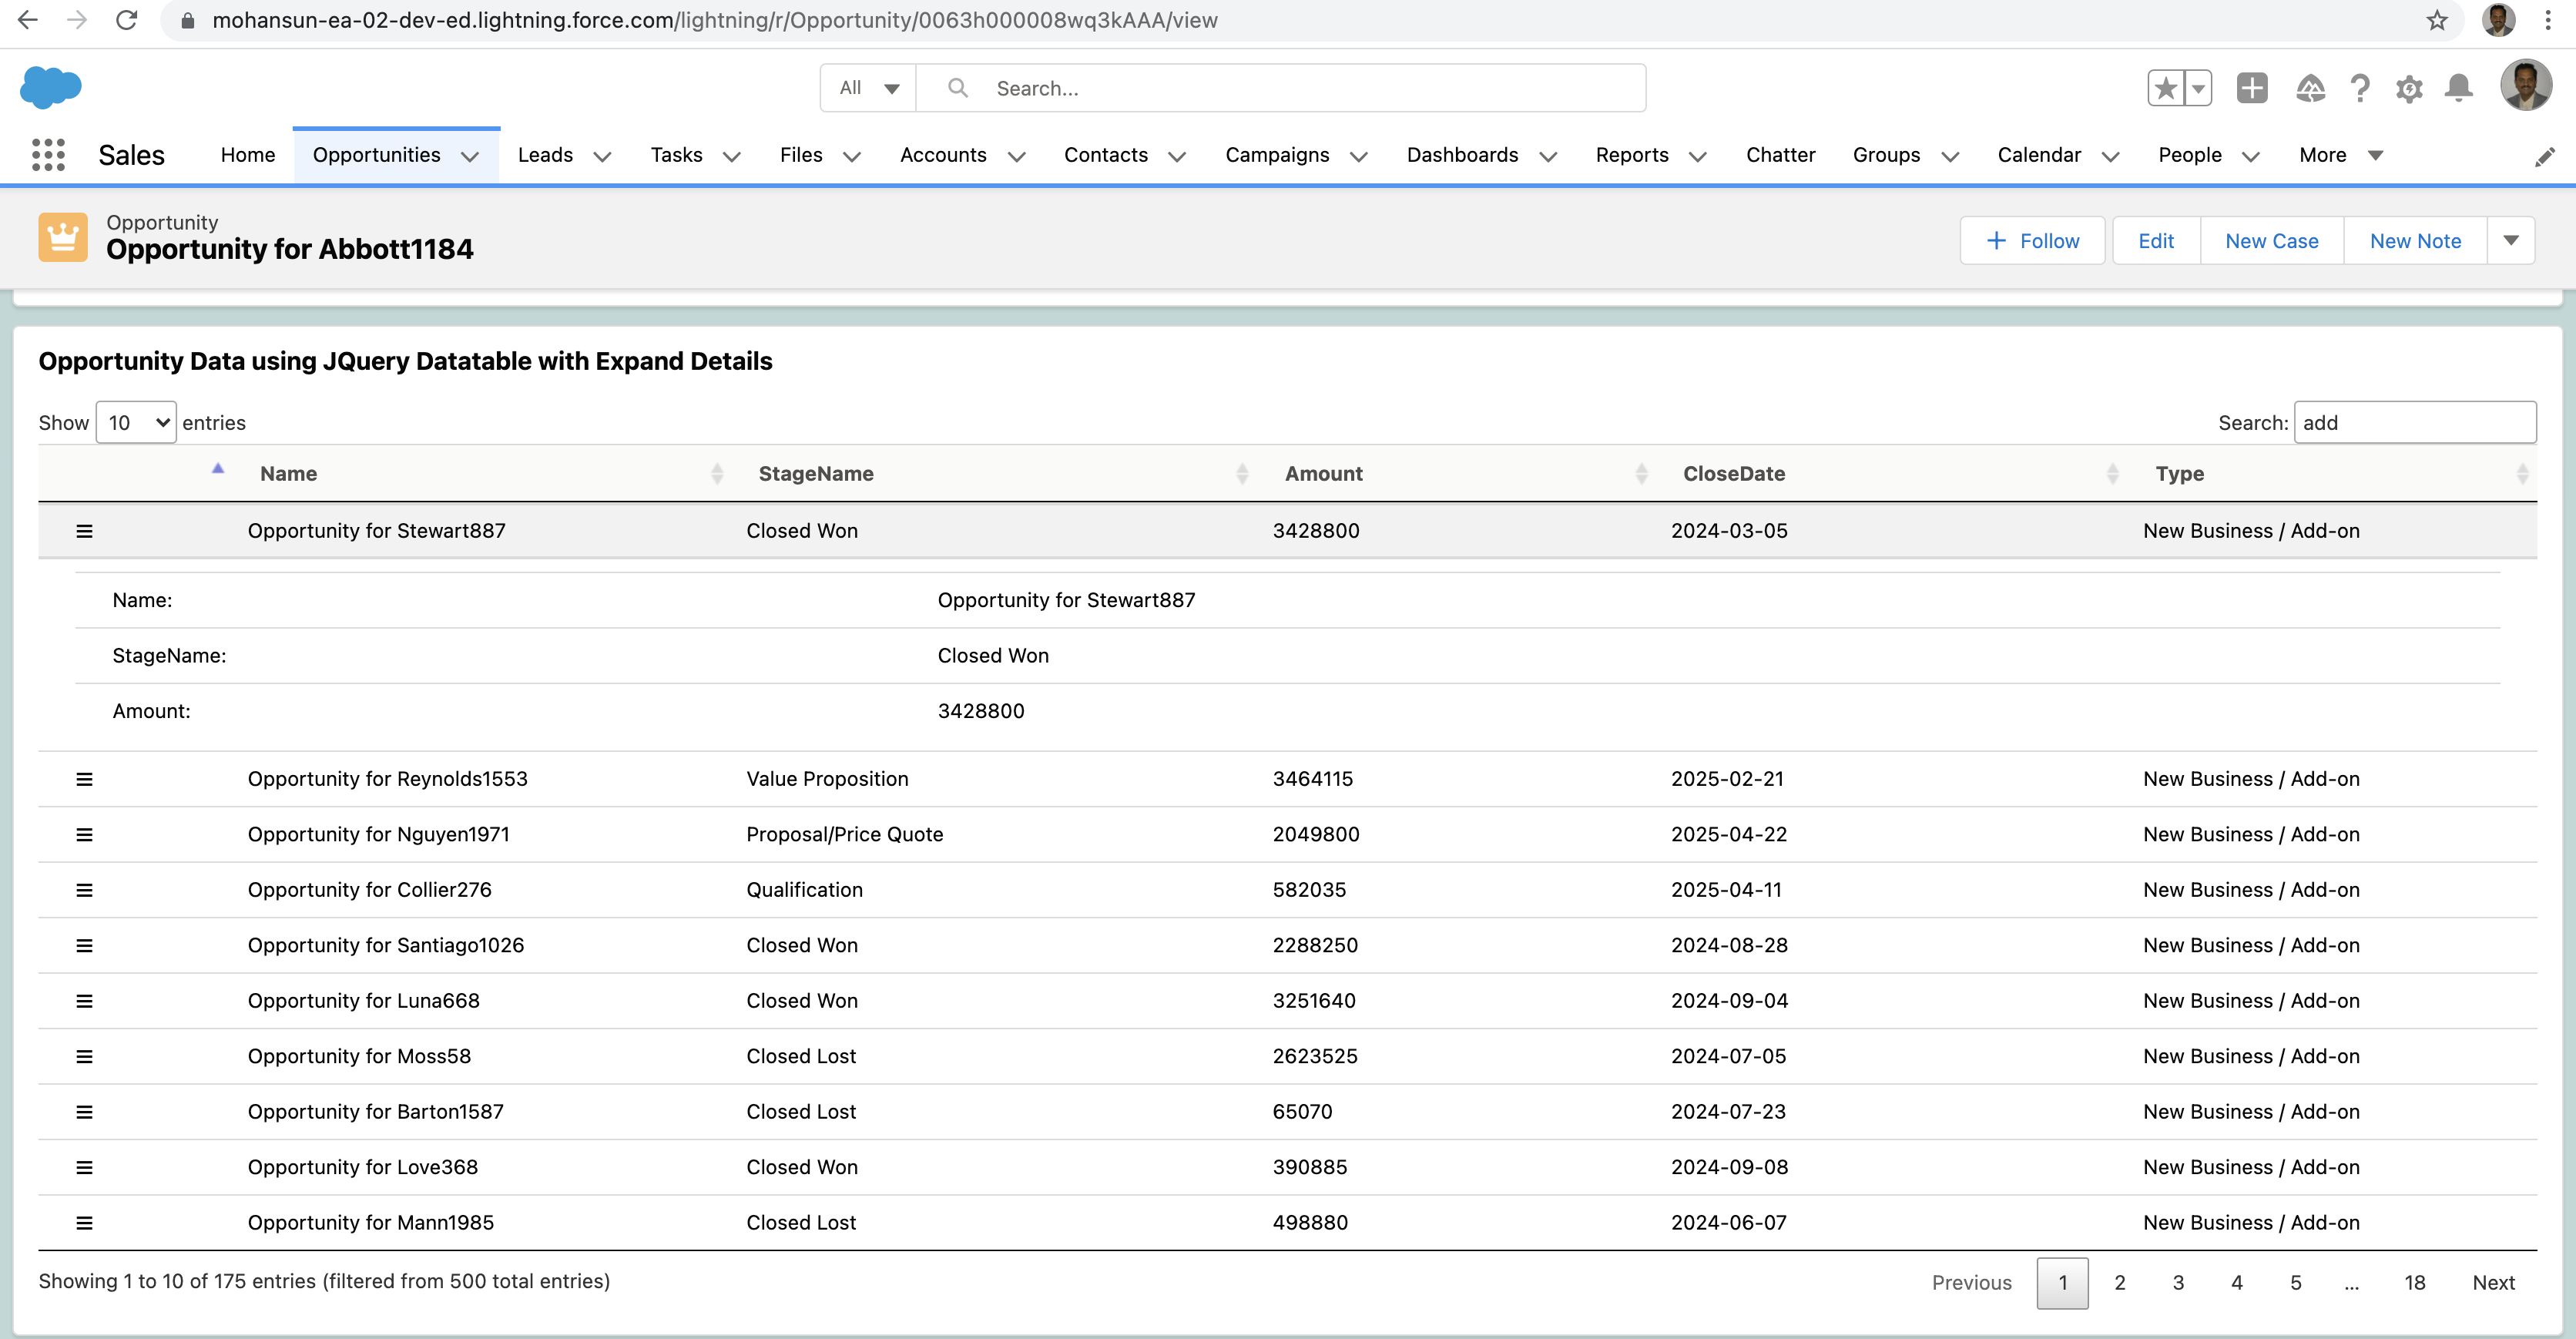 mohansun-ea-02-dev-ed.lightning.force.com/lightning/r/Opportunity/0063h000008wq3kAAA/view
All Search...
Sales Home Opportunities Leads Tasks Files Accounts Contacts Campaigns Dashboards Reports Chatter Groups Calendar People More
Opportunity
Opportunity for Abbott1184
+ Follow Edit New Case New Note
Opportunity Data using JQuery Datatable with Expand Details
Show 10 entries Search: add
Name StageName Amount CloseDate Type
Opportunity for Stewart887 Closed Won 3428800 2024-03-05 New Business / Add-on
Name: Opportunity for Stewart887
StageName: Closed Won
Amount: 3428800
Opportunity for Reynolds1553 Value Proposition 3464115 2025-02-21 New Business / Add-on
Opportunity for Nguyen1971 Proposal/Price Quote 2049800 2025-04-22 New Business / Add-on
Opportunity for Collier276 Qualification 582035 2025-04-11 New Business / Add-on
Opportunity for Santiago1026 Closed Won 2288250 2024-08-28 New Business / Add-on
Opportunity for Luna668 Closed Won 3251640 2024-09-04 New Business / Add-on
Opportunity for Moss58 Closed Lost 2623525 2024-07-05 New Business / Add-on
Opportunity for Barton1587 Closed Lost 65070 2024-07-23 New Business / Add-on
Opportunity for Love368 Closed Won 390885 2024-09-08 New Business / Add-on
Opportunity for Mann1985 Closed Lost 498880 2024-06-07 New Business / Add-on
Showing 1 to 10 of 175 entries (filtered from 500 total entries) Previous 1 2 3 4 5 ... 18 Next